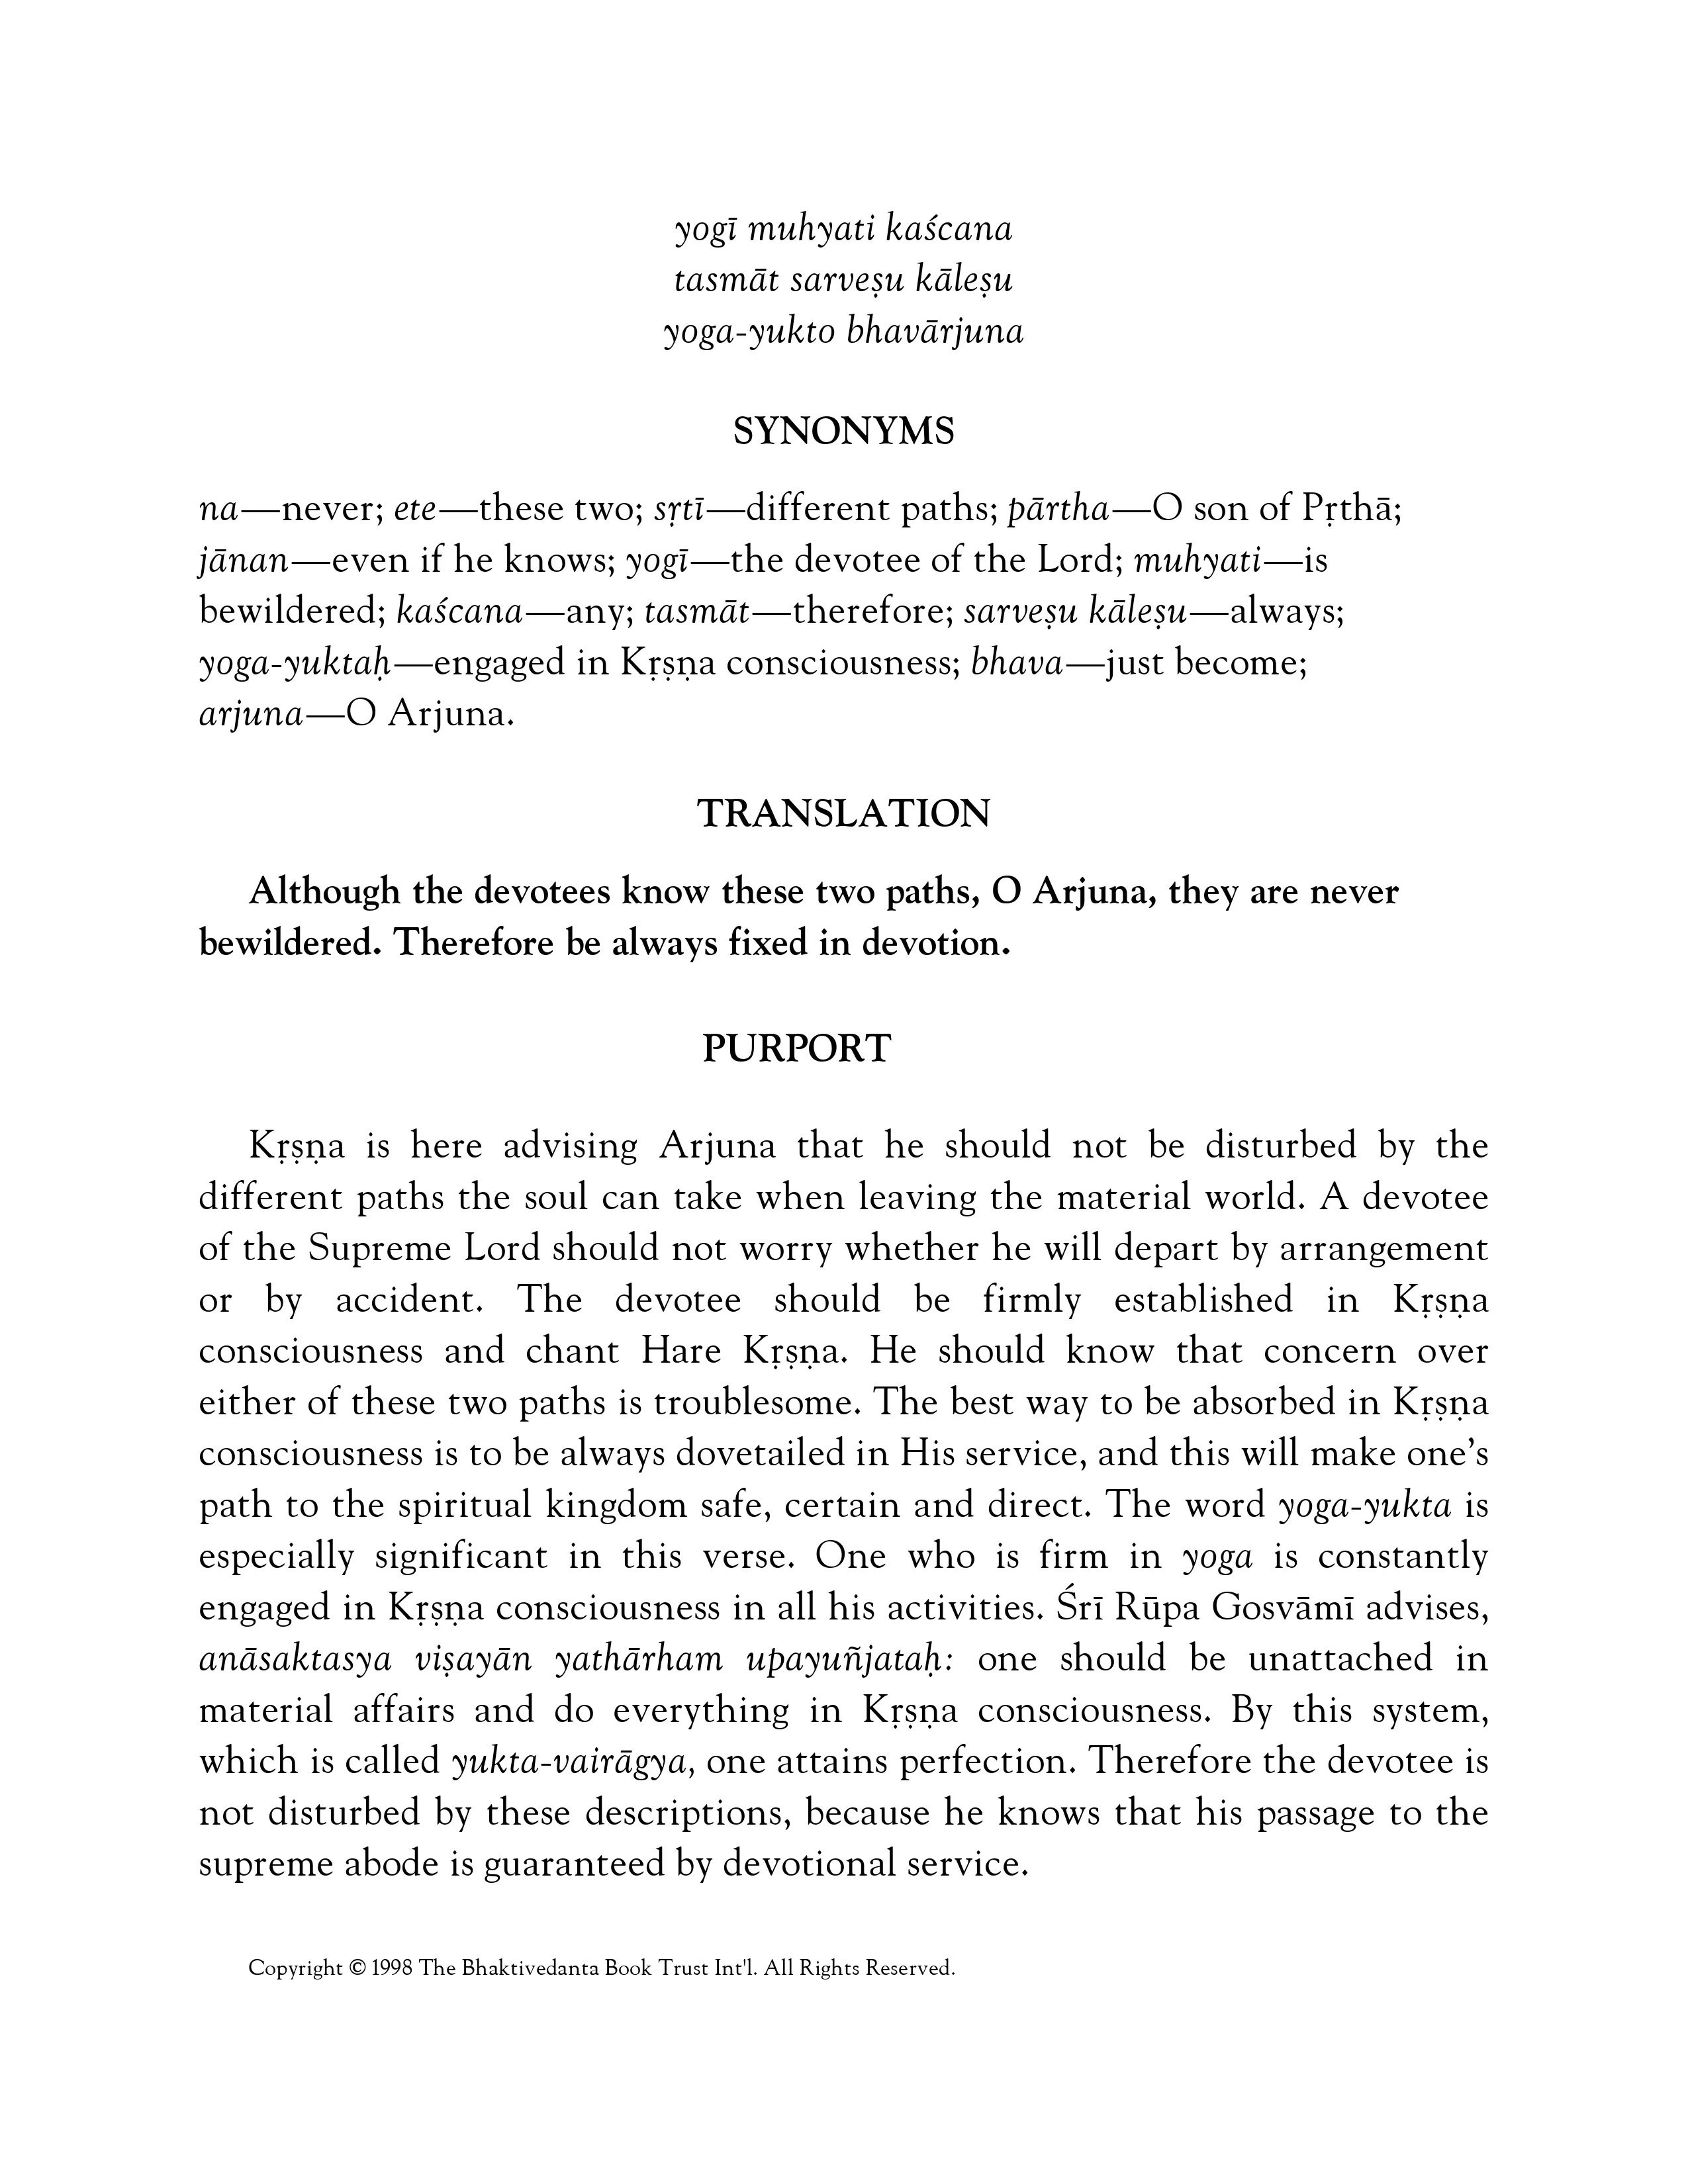 yogī muhyati kaścana
tasmāt sarveṣu kāleṣu
yoga-yukto bhavārjuna
SYNONYMS
na—never; ete—these two; sṛtī—different paths; pārtha—O son of Pṛthā;
jānan—even if he knows; yogī—the devotee of the Lord; muhyati—is
bewildered; kaścana—any; tasmāt—therefore; sarveṣu kāleṣu—always;
yoga-yuktaḥ—engaged in Kṛṣṇa consciousness; bhava—just become;
arjuna—O Arjuna.
TRANSLATION
Although the devotees know these two paths, O Arjuna, they are never
bewildered. Therefore be always fixed in devotion.
PURPORT
Kṛṣṇa is here advising Arjuna that he should not be disturbed by the
different paths the soul can take when leaving the material world. A devotee
of the Supreme Lord should not worry whether he will depart by arrangement
or by accident. The devotee should be firmly established in Kṛṣṇa
consciousness and chant Hare Kṛṣṇa. He should know that concern over
either of these two paths is troublesome. The best way to be absorbed in Kṛṣṇa
consciousness is to be always dovetailed in His service, and this will make one’s
path to the spiritual kingdom safe, certain and direct. The word yoga-yukta is
especially significant in this verse. One who is firm in yoga is constantly
engaged in Kṛṣṇa consciousness in all his activities. Śrī Rūpa Gosvāmī advises,
anāsaktasya viṣayān yathārham upayuñjataḥ: one should be unattached in
material affairs and do everything in Kṛṣṇa consciousness. By this system,
which is called yukta-vairāgya, one attains perfection. Therefore the devotee is
not disturbed by these descriptions, because he knows that his passage to the
supreme abode is guaranteed by devotional service.
Copyright © 1998 The Bhaktivedanta Book Trust Int'l. All Rights Reserved.